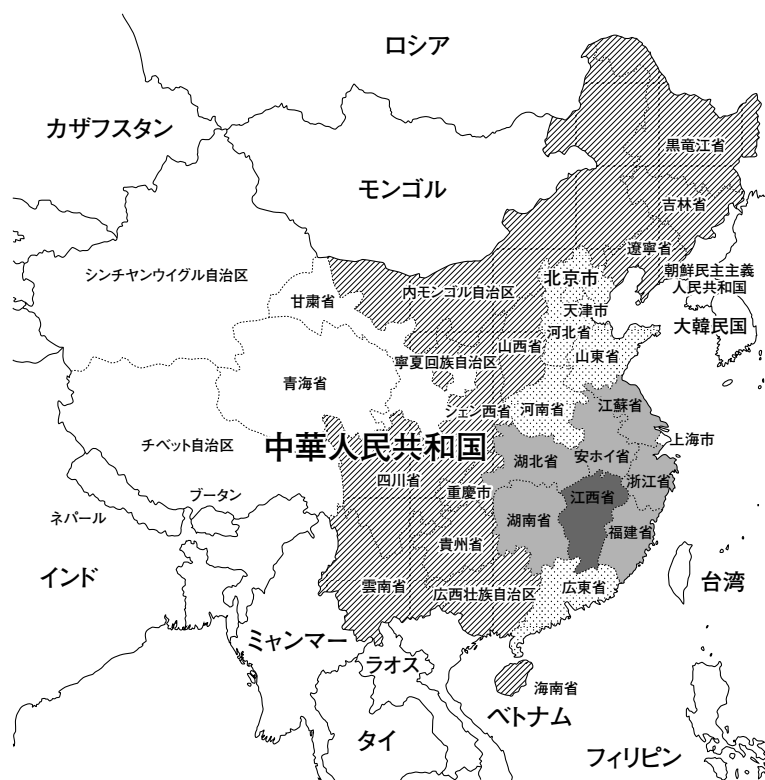 ロシア
カザフスタン
モンゴル
黒竜江省
吉林省
遼寧省
朝鮮民主主義
人民共和国
シンチヤンウイグル自治区
甘粛省
内モンゴル自治区
北京市
天津市
大韓民国
河北省
山西省
山東省
寧夏回族自治区
青海省
シェン西省
河南省
江蘇省
チベット自治区
中華人民共和国
上海市
湖北省
安ホイ省
四川省
浙江省
重慶市
江西省
ブータン
ネパール
湖南省
福建省
貴州省
インド
雲南省
広西壮族自治区
広東省
台湾
ミャンマー
ラオス
海南省
ベトナム
タイ
フィリピン